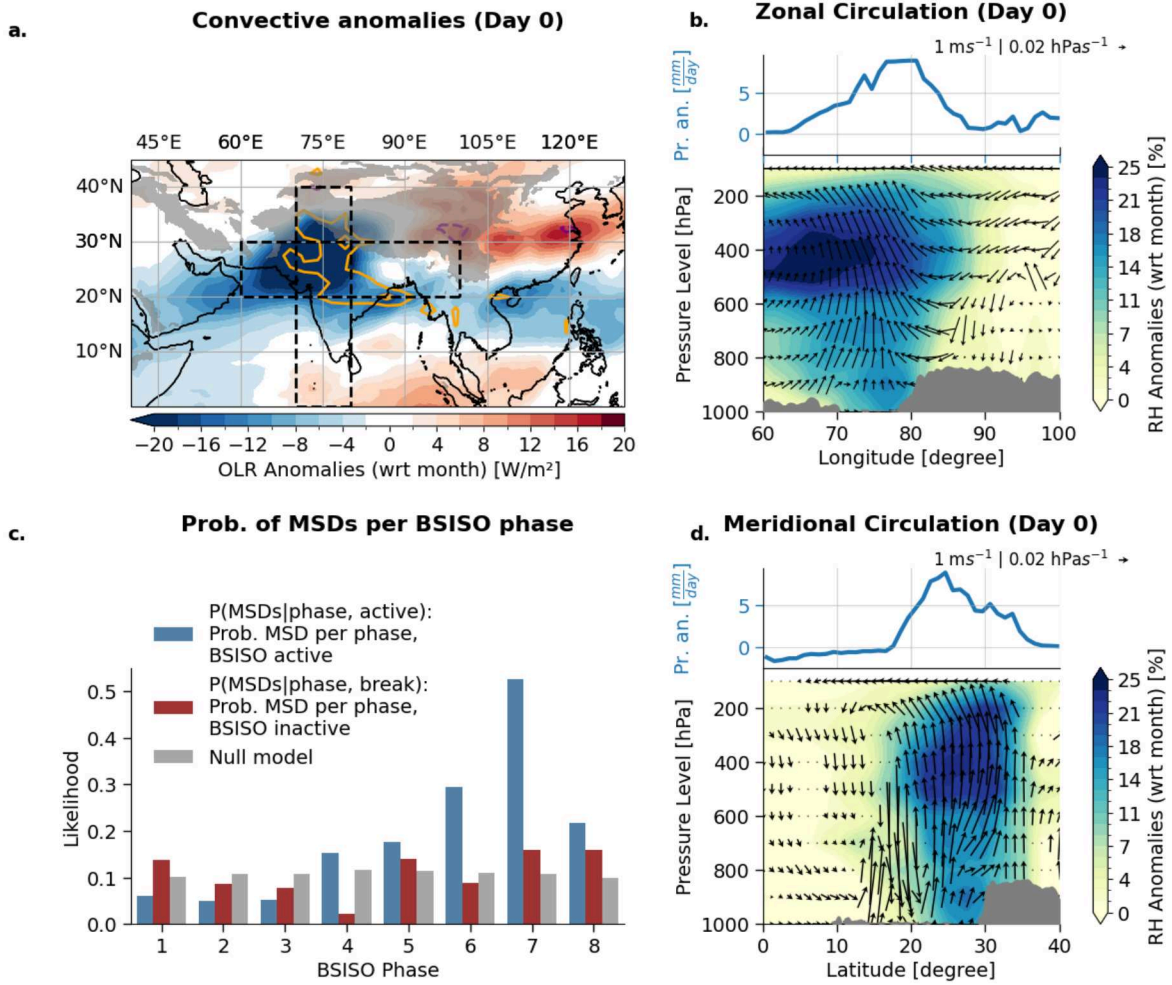 a.
Convective anomalies (Day 0)
45°E 60°E 75°E 90°E 105°E 120°E
40°N
30°N
20°N
10°N
−20 −16 −12 −8 −4 0 4 8 12 16 20
OLR Anomalies (wrt month) [W/m²]
b.
Zonal Circulation (Day 0)
1 ms⁻¹ | 0.02 hPas⁻¹
Pr. an. [mm/day]
5
0
Pressure Level [hPa]
200
400
600
800
1000
60 70 80 90 100
Longitude [degree]
25
23
21
18
16
14
11
9
7
4
2
0
RH Anomalies (wrt month) [%]
c.
Prob. of MSDs per BSISO phase
P(MSDs|phase, active):
Prob. MSD per phase,
BSISO active
P(MSDs|phase, break):
Prob. MSD per phase,
BSISO inactive
Null model
Likelihood
0.5
0.4
0.3
0.2
0.1
0.0
1 2 3 4 5 6 7 8
BSISO Phase
d.
Meridional Circulation (Day 0)
1 ms⁻¹ | 0.02 hPas⁻¹
Pr. an. [mm/day]
5
0
Pressure Level [hPa]
200
400
600
800
1000
0 10 20 30 40
Latitude [degree]
25
23
21
18
16
14
11
9
7
4
2
0
RH Anomalies (wrt month) [%]